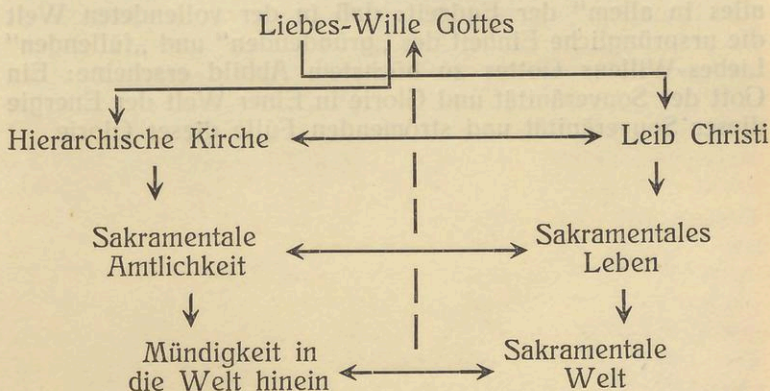 Liebes-Wille Gottes
Hierarchische Kirche
Leib Christi
Sakramentale
Amtlichkeit
Sakramentales
Leben
Mündigkeit in
die Welt hinein
Sakramentale
Welt